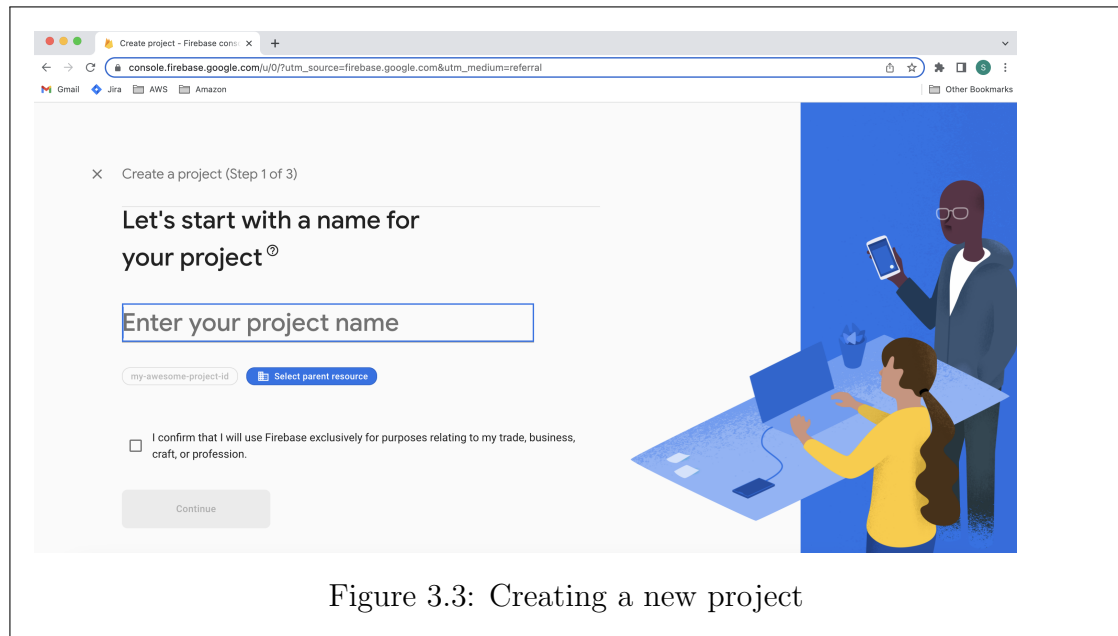 Create project - Firebase cons
console.firebase.google.com/u/0/?utm_source=firebase.google.com&utm_medium=referral
S
Gmail Jira AWS Amazon Other Bookmarks
Create a project (Step 1 of 3)
Let's start with a name for
your project
Enter your project name
my-awesome-project-id Select parent resource
I confirm that I will use Firebase exclusively for purposes relating to my trade, business,
craft, or profession.
Continue
Figure 3.3: Creating a new project